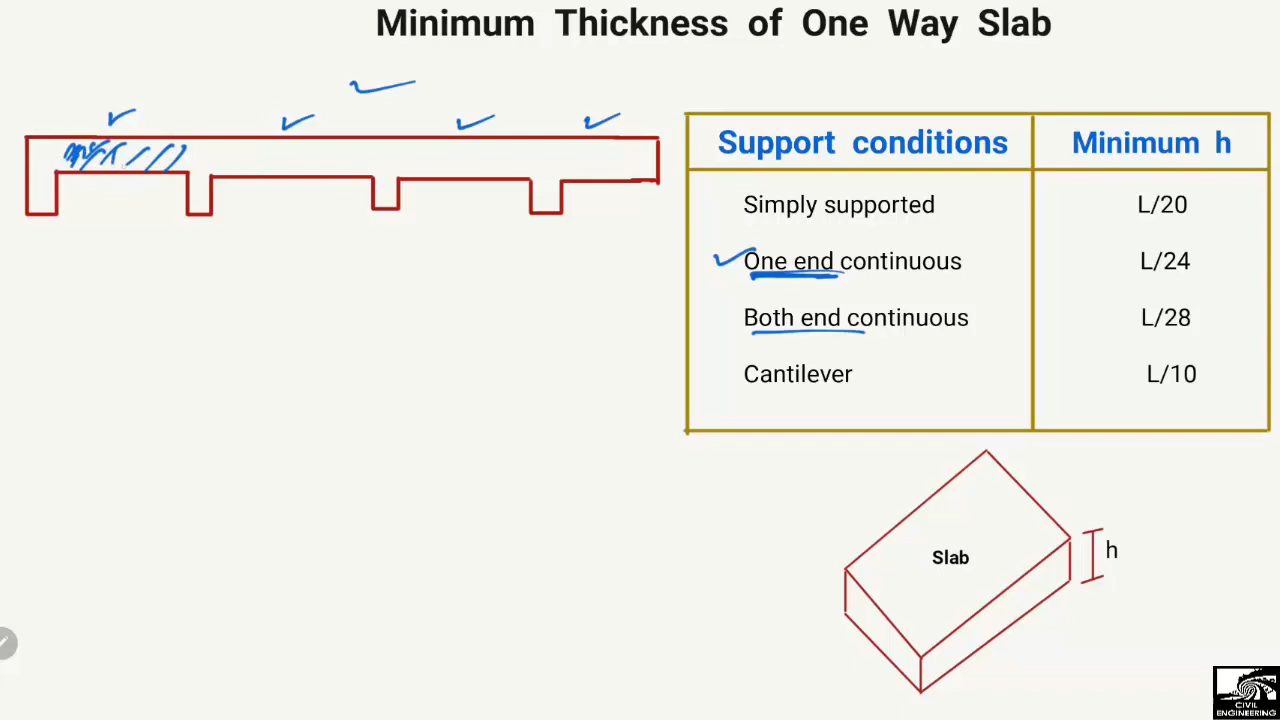 Minimum Thickness of One Way Slab
Support conditions Minimum h
Simply supported L/20
One end continuous L/24
Both end continuous L/28
Cantilever L/10
Slab
h
CIVIL
ENGINEERING